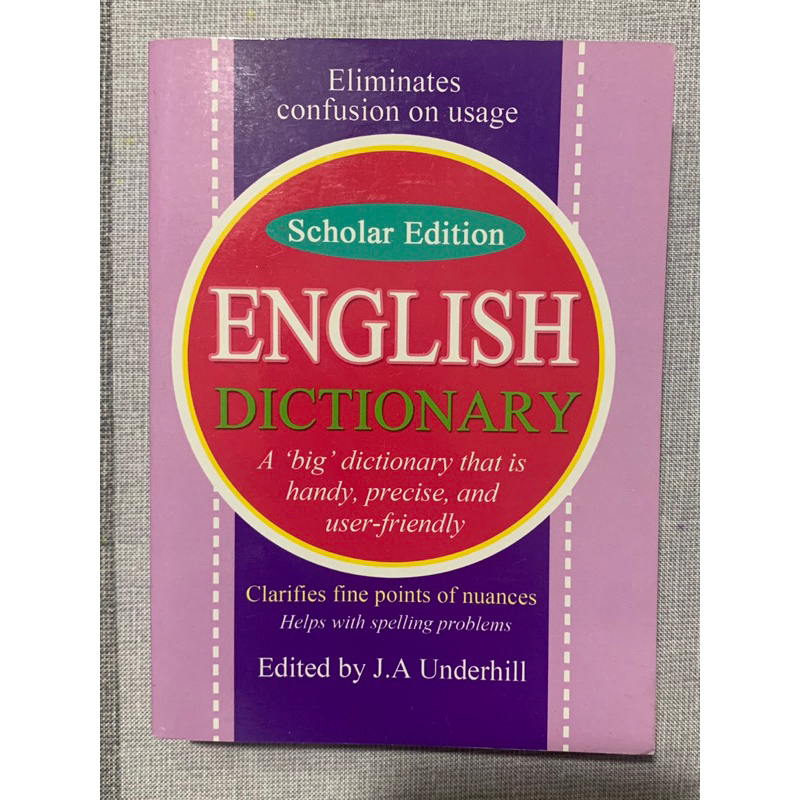 Eliminates
confusion on usage
Scholar Edition
ENGLISH
DICTIONARY
A ‘big’ dictionary that is
handy, precise, and
user-friendly
Clarifies fine points of nuances
Helps with spelling problems
Edited by J.A Underhill